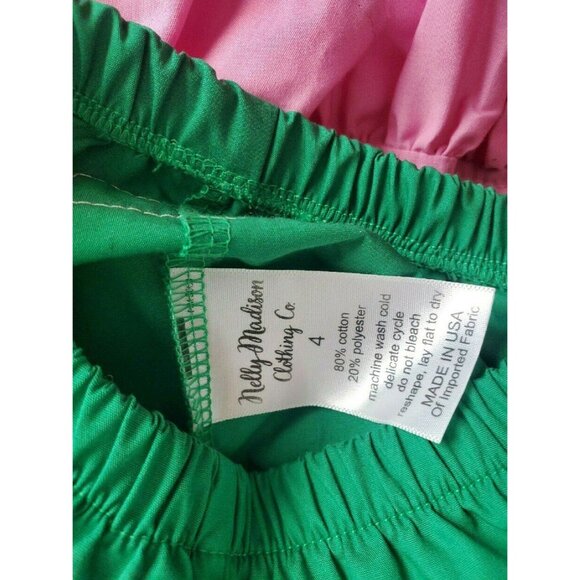 Nelly Madison
Clothing Co.
4
80% cotton
20% polyester
machine wash cold
delicate cycle
do not bleach
reshape, lay flat to dry
MADE IN USA
Of Imported Fabric